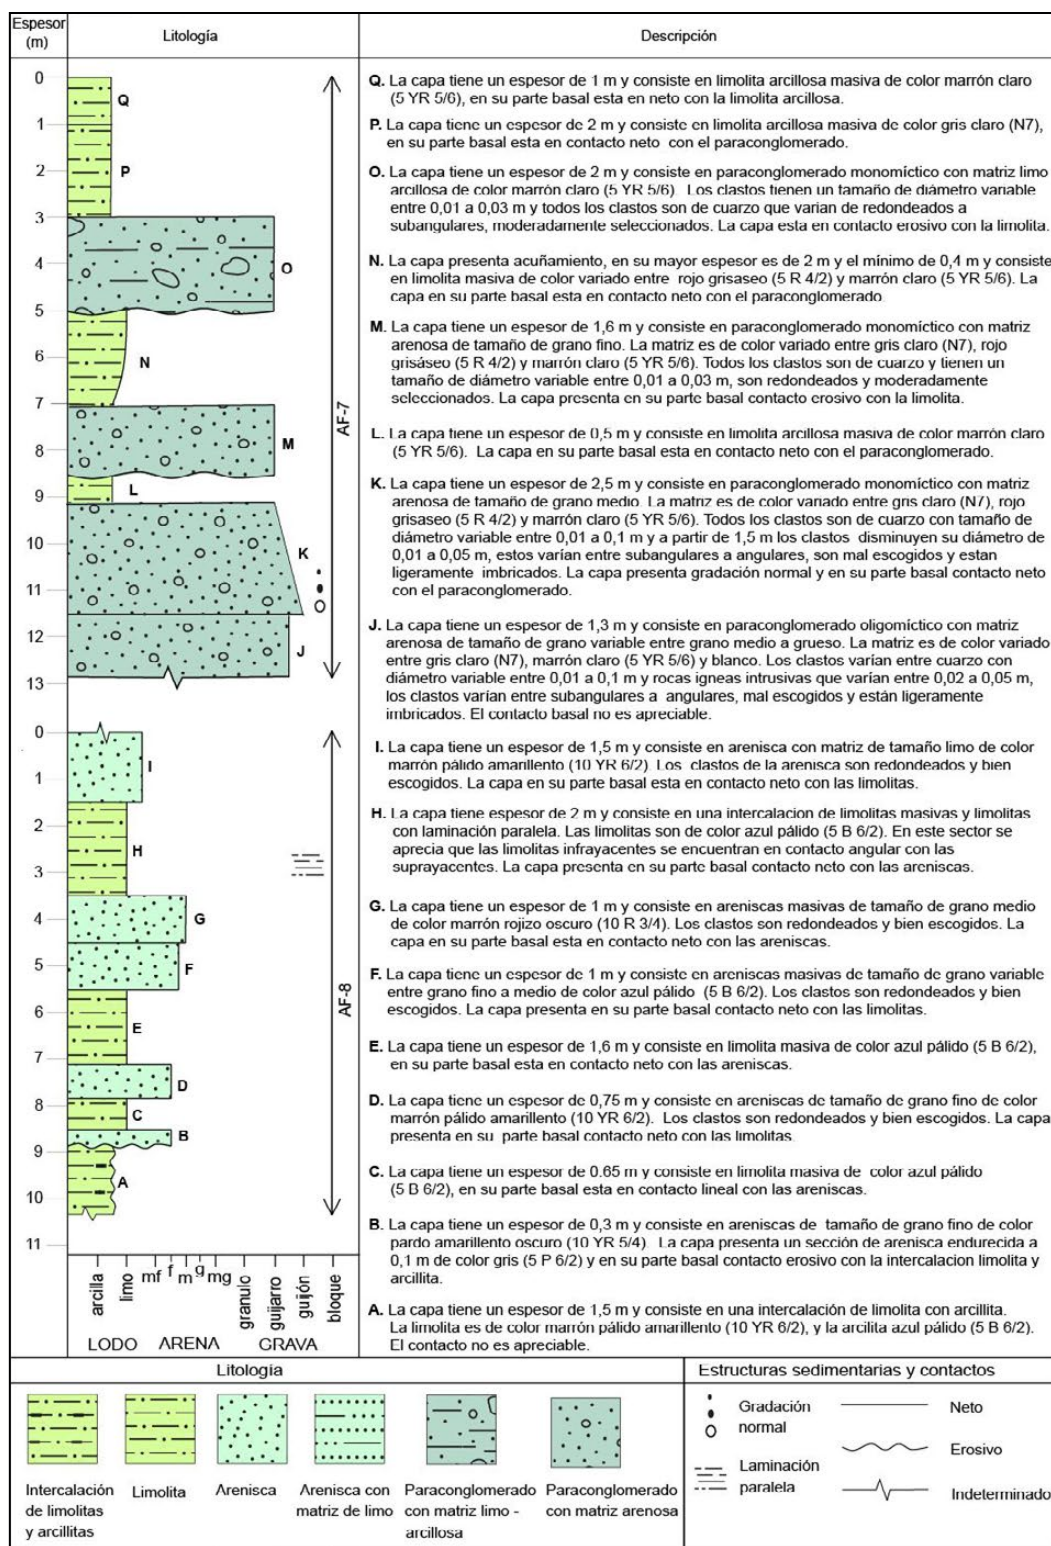 Espesor
(m)
Litología
Descripción
0
1
2
3
4
5
6
7
8
9
10
11
12
13
Q
P
O
N
M
L
K
J
AF-7
0
1
2
3
4
5
6
7
8
9
10
11
I
H
G
F
E
D
C
B
A
AF-8
arcilla
limo
mf
f
m
g
mg
granulo
guijarro
guijón
bloque
LODO ARENA GRAVA
Q. La capa tiene un espesor de 1 m y consiste en limolita arcillosa masiva de color marrón claro
(5 YR 5/6), en su parte basal esta en neto con la limolita arcillosa.
P. La capa tiene un espesor de 2 m y consiste en limolita arcillosa masiva de color gris claro (N7),
en su parte basal esta en contacto neto con el paraconglomerado.
O. La capa tiene un espesor de 2 m y consiste en paraconglomerado monomíctico con matriz limo
arcillosa de color marrón claro (5 YR 5/6). Los clastos tienen un tamaño de diámetro variable
entre 0,01 a 0,03 m y todos los clastos son de cuarzo que varian de redondeados a
subangulares, moderadamente seleccionados. La capa esta en contacto erosivo con la limolita.
N. La capa presenta acuñamiento, en su mayor espesor es de 2 m y el mínimo de 0,4 m y consiste
en limolita masiva de color variado entre rojo grisaseo (5 R 4/2) y marrón claro (5 YR 5/6). La
capa en su parte basal esta en contacto neto con el paraconglomerado
M. La capa tiene un espesor de 1,6 m y consiste en paraconglomerado monomíctico con matriz
arenosa de tamaño de grano fino. La matriz es de color variado entre gris claro (N7), rojo
grisáseo (5 R 4/2) y marrón claro (5 YR 5/6). Todos los clastos son de cuarzo y tienen un
tamaño de diámetro variable entre 0,01 a 0,03 m, son redondeados y moderadamente
seleccionados. La capa presenta en su parte basal contacto erosivo con la limolita.
L. La capa tiene un espesor de 0,5 m y consiste en limolita arcillosa masiva de color marrón claro
(5 YR 5/6). La capa en su parte basal esta en contacto neto con el paraconglomerado.
K. La capa tiene un espesor de 2,5 m y consiste en paraconglomerado monomíctico con matriz
arenosa de tamaño de grano medio. La matriz es de color variado entre gris claro (N7), rojo
grisaseo (5 R 4/2) y marrón claro (5 YR 5/6). Todos los clastos son de cuarzo con tamaño de
diámetro variable entre 0,01 a 0,1 m y a partir de 1,5 m los clastos disminuyen su diámetro de
0,01 a 0,05 m, estos varían entre subangulares a angulares, son mal escogidos y estan
ligeramente imbricados. La capa presenta gradación normal y en su parte basal contacto neto
con el paraconglomerado.
J. La capa tiene un espesor de 1,3 m y consiste en paraconglomerado oligomíctico con matriz
arenosa de tamaño de grano variable entre grano medio a grueso. La matriz es de color variado
entre gris claro (N7), marrón claro (5 YR 5/6) y blanco. Los clastos varían entre cuarzo con
diámetro variable entre 0,01 a 0,1 m y rocas igneas intrusivas que varían entre 0,02 a 0,05 m,
los clastos varían entre subangulares a angulares, mal escogidos y están ligeramente
imbricados. El contacto basal no es apreciable.
I. La capa tiene un espesor de 1,5 m y consiste en arenisca con matriz de tamaño limo de color
marrón pálido amarillento (10 YR 6/2). Los clastos de la arenisca son redondeados y bien
escogidos. La capa en su parte basal esta en contacto neto con las limolitas.
H. La capa tiene espesor de 2 m y consiste en una intercalacion de limolitas masivas y limolitas
con laminación paralela. Las limolitas son de color azul pálido (5 B 6/2). En este sector se
aprecia que las limolitas infrayacentes se encuentran en contacto angular con las
suprayacentes. La capa presenta en su parte basal contacto neto con las areniscas.
G. La capa tiene un espesor de 1 m y consiste en areniscas masivas de tamaño de grano medio
de color marrón rojizo oscuro (10 R 3/4). Los clastos son redondeados y bien escogidos. La
capa en su parte basal esta en contacto neto con las areniscas.
F. La capa tiene un espesor de 1 m y consiste en areniscas masivas de tamaño de grano variable
entre grano fino a medio de color azul pálido (5 B 6/2). Los clastos son redondeados y bien
escogidos. La capa presenta en su parte basal contacto neto con las limolitas.
E. La capa tiene un espesor de 1,6 m y consiste en limolita masiva de color azul pálido (5 B 6/2),
en su parte basal esta en contacto neto con las areniscas.
D. La capa tiene un espesor de 0,75 m y consiste en areniscas de tamaño de grano fino de color
marrón pálido amarillento (10 YR 6/2). Los clastos son redondeados y bien escogidos. La capa
presenta en su parte basal contacto neto con las limolitas.
C. La capa tiene un espesor de 0.65 m y consiste en limolita masiva de color azul pálido
(5 B 6/2), en su parte basal esta en contacto lineal con las areniscas.
B. La capa tiene un espesor de 0,3 m y consiste en areniscas de tamaño de grano fino de color
pardo amarillento oscuro (10 YR 5/4). La capa presenta un sección de arenisca endurecida a
0,1 m de color gris (5 P 6/2) y en su parte basal contacto erosivo con la intercalacion limolita y
arcillita.
A. La capa tiene un espesor de 1,5 m y consiste en una intercalación de limolita con arcillita.
La limolita es de color marrón pálido amarillento (10 YR 6/2), y la arcilita azul pálido (5 B 6/2).
El contacto no es apreciable.
Litología
Intercalación
de limolitas
y arcillitas
Limolita
Arenisca
Arenisca con
matriz de limo
Paraconglomerado
con matriz limo -
arcillosa
Paraconglomerado
con matriz arenosa
Estructuras sedimentarias y contactos
Gradación
normal
Laminación
paralela
Neto
Erosivo
Indeterminado